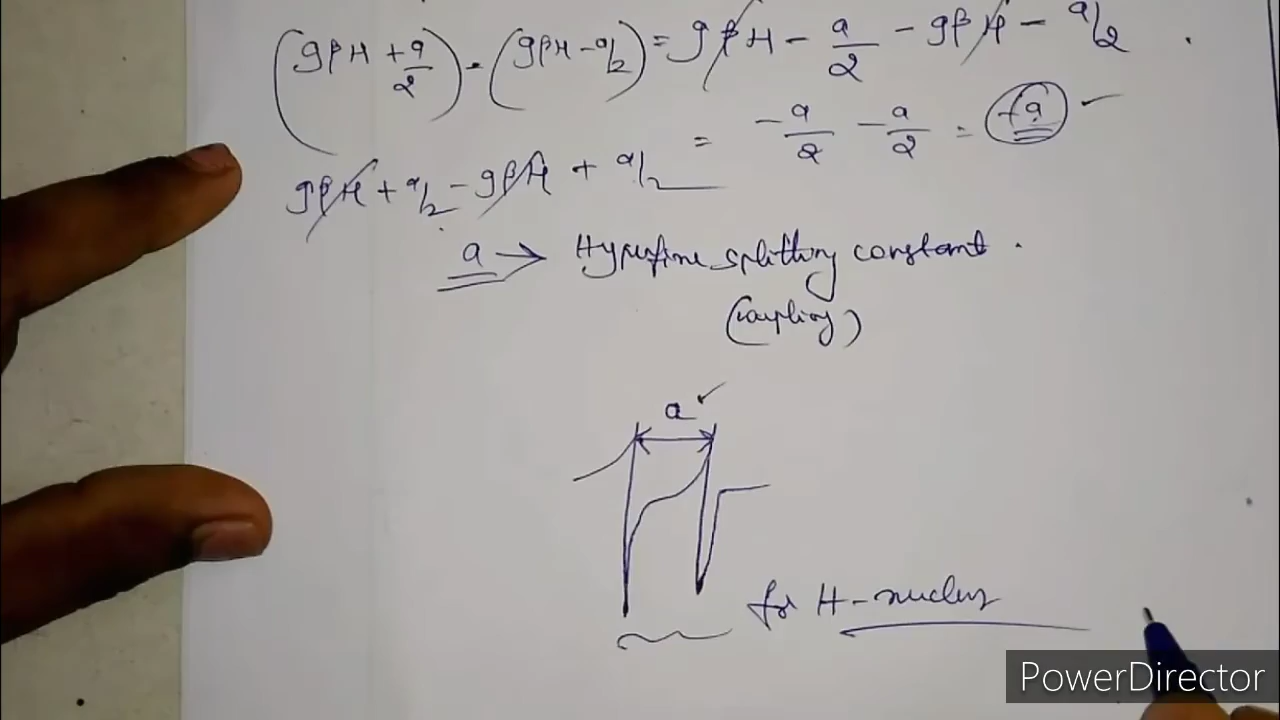 (gβH + a/2) - (gβH - a/2) = gβH - a/2 - gβH - a/2
= -a/2 - a/2 = -a
gβH + a/2 - gβH + a/2
a → Hyperfine splitting constant.
(coupling)
a
for H-nucleus
PowerDirector